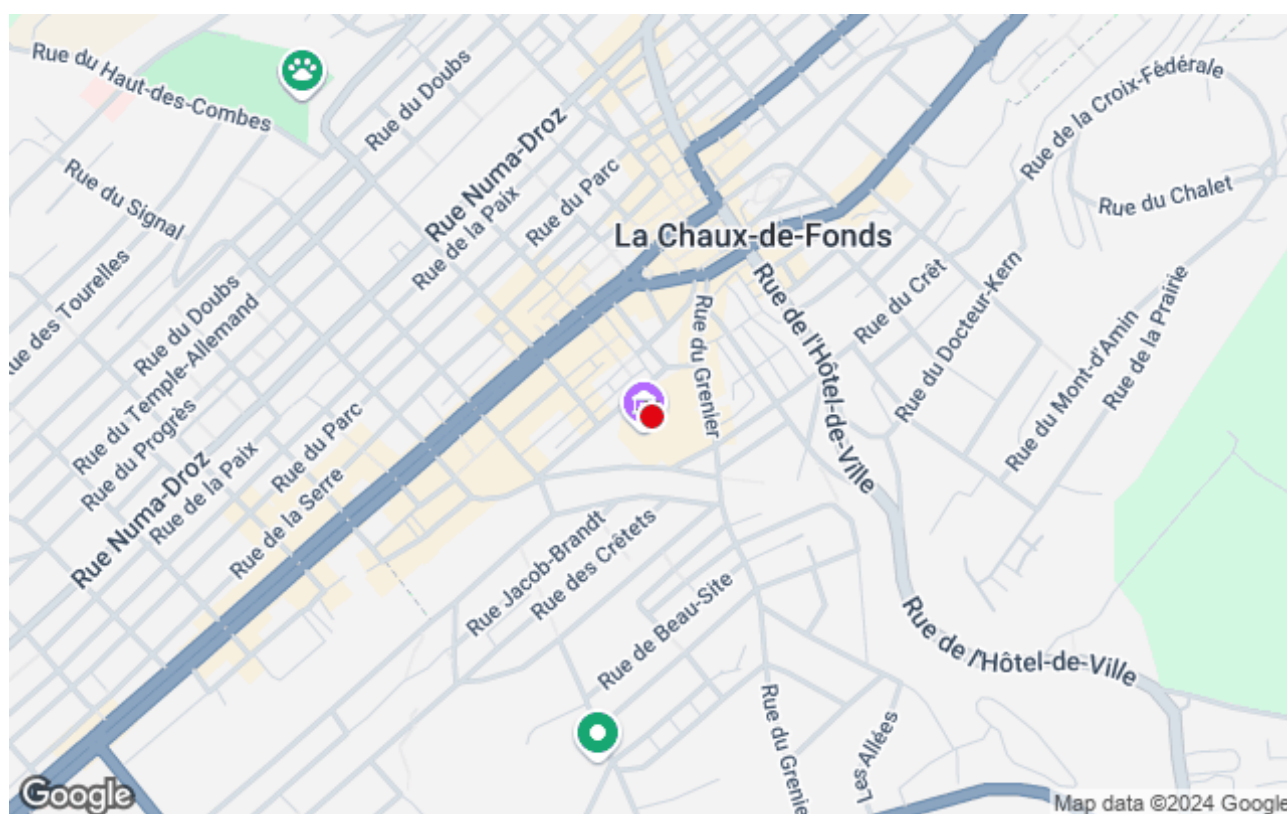 Rue du Haut-des-Combes
Rue du Doubs
Rue Numa-Droz
Rue de la Paix
Rue du Parc
Rue de la Croix-Fédérale
Rue du Chalet
Rue du Signal
La Chaux-de-Fonds
Rue des Tourelles
Rue du Doubs
Rue du Temple-Allemand
Rue du Progrès
Rue Numa-Droz
Rue de la Paix
Rue du Parc
Rue de la Serre
Rue du Grenier
Rue de l'Hôtel-de-Ville
Rue du Crêt
Rue du Docteur-Kern
Rue du Mont-d'Amin
Rue de la Prairie
Rue Jacob-Brandt
Rue des Crêtets
Rue de Beau-Site
Rue de l'Hôtel-de-Ville
Rue du Grenier
Les Allées
Google
Map data ©2024 Google